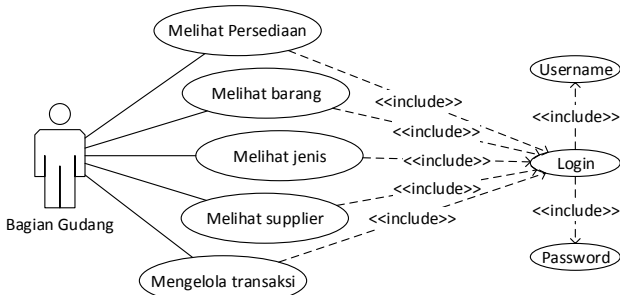 Melihat Persediaan
Melihat barang
Melihat jenis
Melihat supplier
Mengelola transaksi
Bagian Gudang
<<include>>
<<include>>
<<include>>
<<include>>
<<include>>
Username
<<include>>
Login
<<include>>
Password